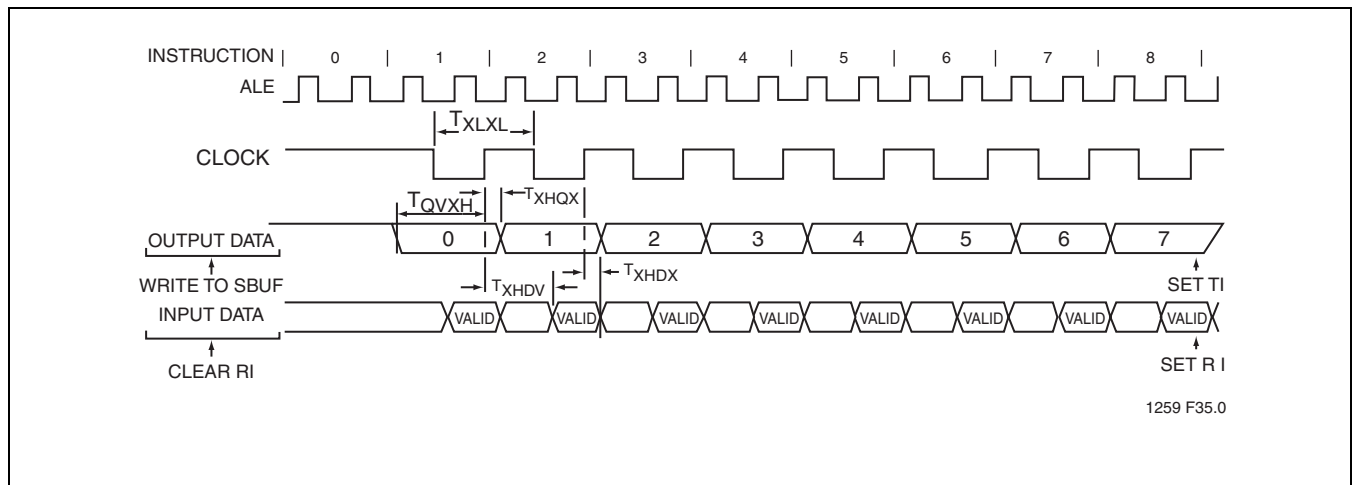 INSTRUCTION | 0 | 1 | 2 | 3 | 4 | 5 | 6 | 7 | 8 |
ALE
TXLXL
CLOCK
TQVXH TXHQX
OUTPUT DATA 0 1 2 3 4 5 6 7
WRITE TO SBUF TXHDV TXHDX SET TI
INPUT DATA VALID VALID VALID VALID VALID VALID VALID VALID
CLEAR RI SET R I
1259 F35.0